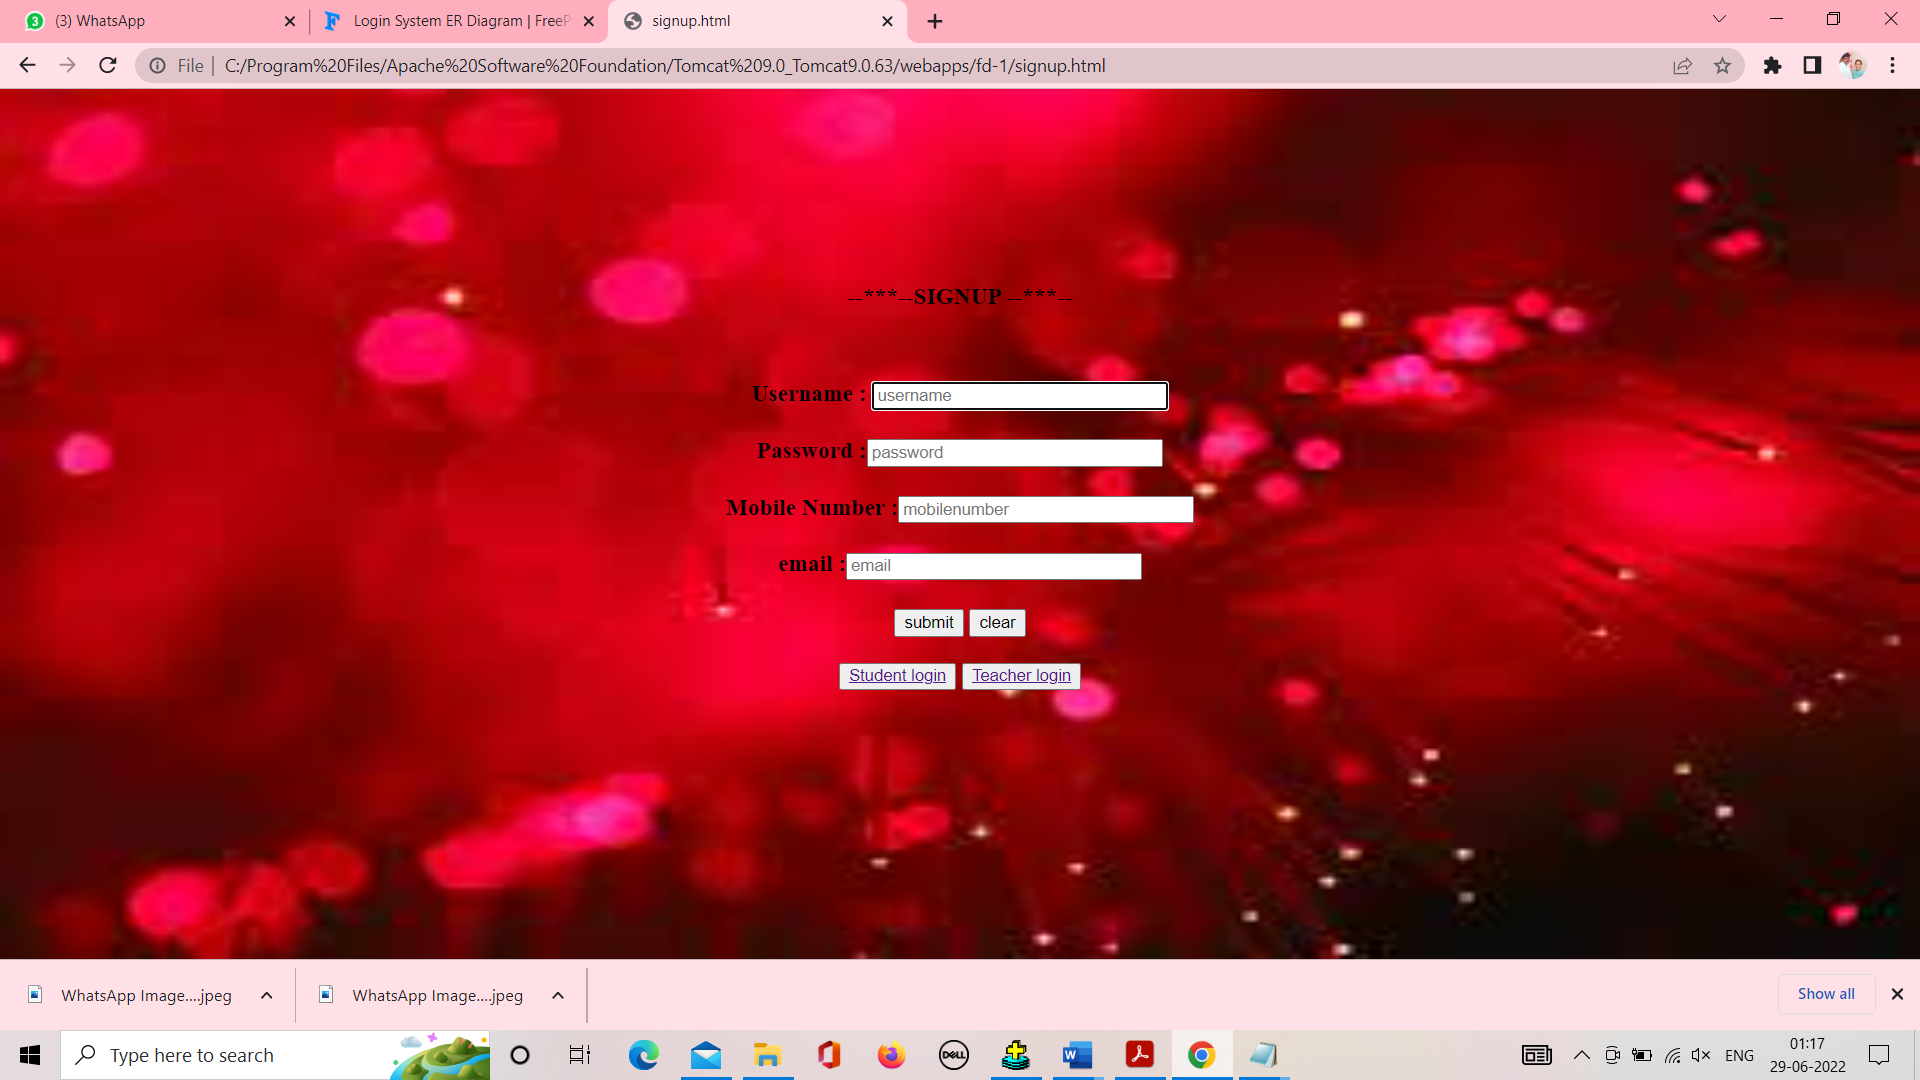 (3) WhatsApp
Login System ER Diagram | FreeP
signup.html
File | C:/Program%20Files/Apache%20Software%20Foundation/Tomcat%209.0_Tomcat9.0.63/webapps/fd-1/signup.html
--***--SIGNUP --***--
Username : username
Password : password
Mobile Number : mobilenumber
email : email
submit clear
Student login Teacher login
WhatsApp Image....jpeg
WhatsApp Image....jpeg
Show all
Type here to search
DELL
ENG
01:17
29-06-2022